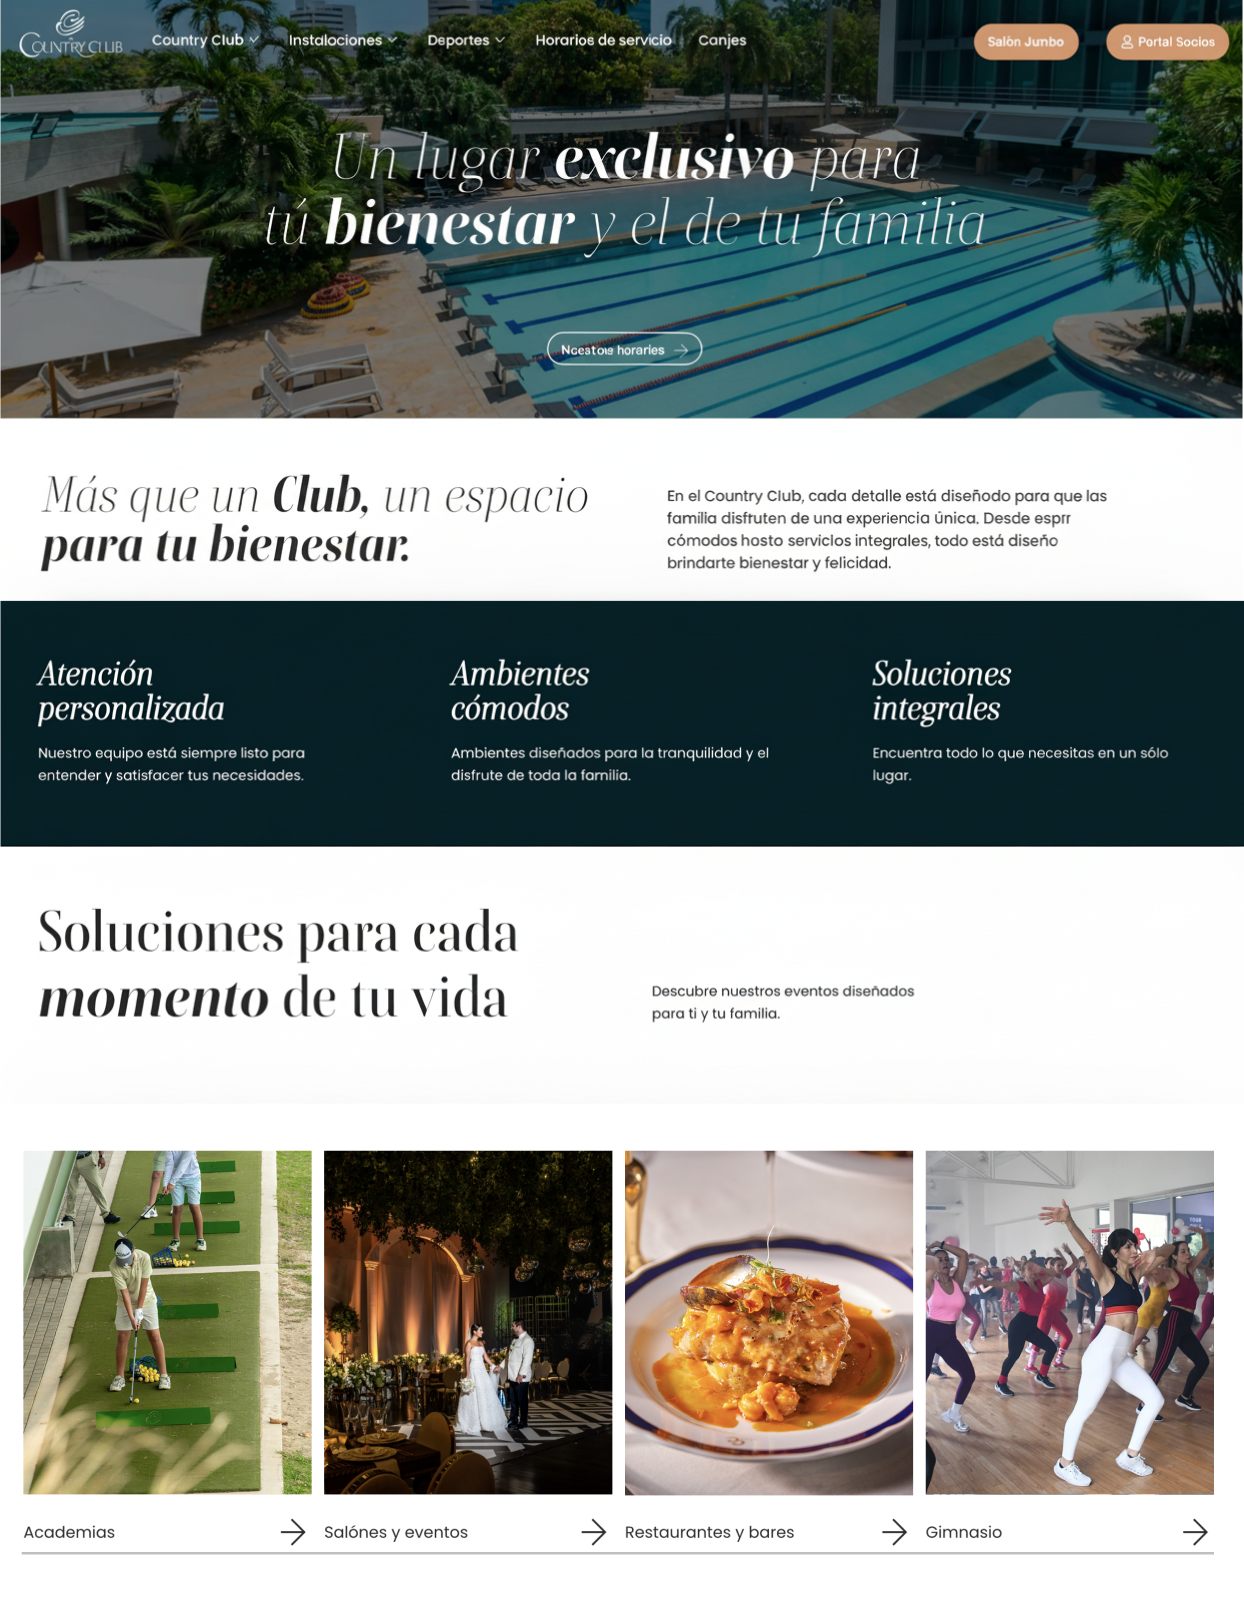 COUNTRY CLUB
Country Club
Instalociones
Deportes
Horarios de servicio
Canjes
Salón Jumbo
Portal Socios
Un lugar exclusivo para
tú bienestar y el de tu familia
horaries
Más que un Club, un espacio
para tu bienestar.
En el Country Club, cada detalle está diseñodo para que las
familia disfruten de una experiencia única. Desde esprr
cómodos hosto servicios integrales, todo está diseño
brindarte bienestar y felicidad.
Atención
personalizada
Nuestro equipo está siempre listo para
entender y satisfacer tus necesidades.
Ambientes
cómodos
Ambientes diseñados para la tranquilidad y el
disfrute de toda la familia.
Soluciones
integrales
Encuentra todo lo que necesitas en un sólo
lugar.
Soluciones para cada
momento de tu vida
Descubre nuestros eventos diseñados
para ti y tu familia.
Academias
Salónes y eventos
Restaurantes y bares
Gimnasio